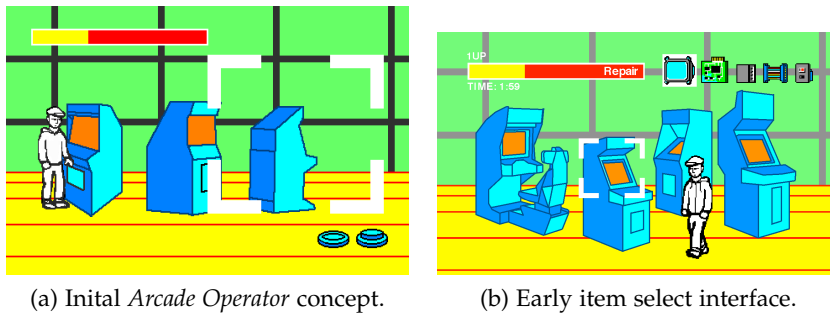 1UP
Repair
TIME: 1:59
(a) Inital Arcade Operator concept.
(b) Early item select interface.